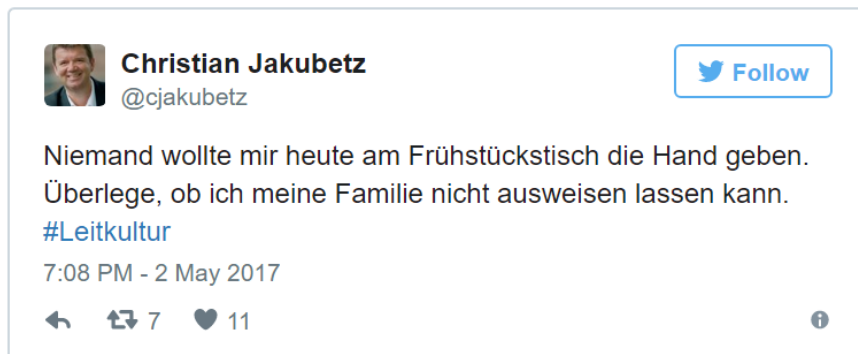 Christian Jakubetz
@cjakubetz
Follow
Niemand wollte mir heute am Frühstückstisch die Hand geben.
Überlege, ob ich meine Familie nicht ausweisen lassen kann.
#Leitkultur
7:08 PM - 2 May 2017
7 11